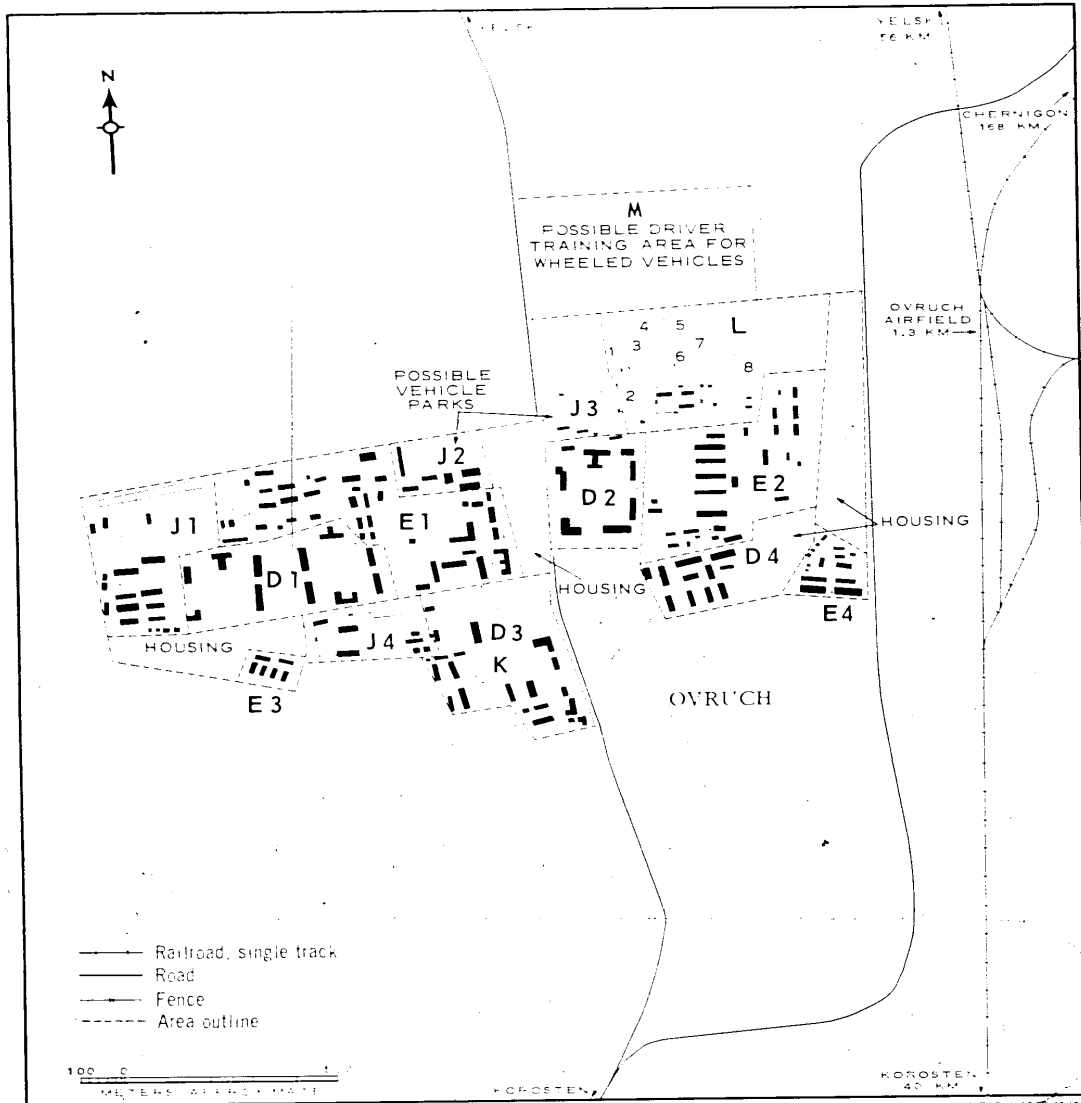 YELSK
YELSK
56 KM
N
CHERNIGON
168 KM
M
POSSIBLE DRIVER
TRAINING AREA FOR
WHEELED VEHICLES
OVRUCH
AIRFIELD
1.3 KM
4 5 L
1 3 6 7 8
2
POSSIBLE
VEHICLE
PARKS
J3
J2
D2 E2
J1 E1
HOUSING
D4
D1
HOUSING
E4
D3
J4
HOUSING
K
E3
OVRUCH
Railroad, single track
Road
Fence
Area outline
100 0
METERS APPROXIMATE
KOROSTEN
KOROSTEN
40 KM